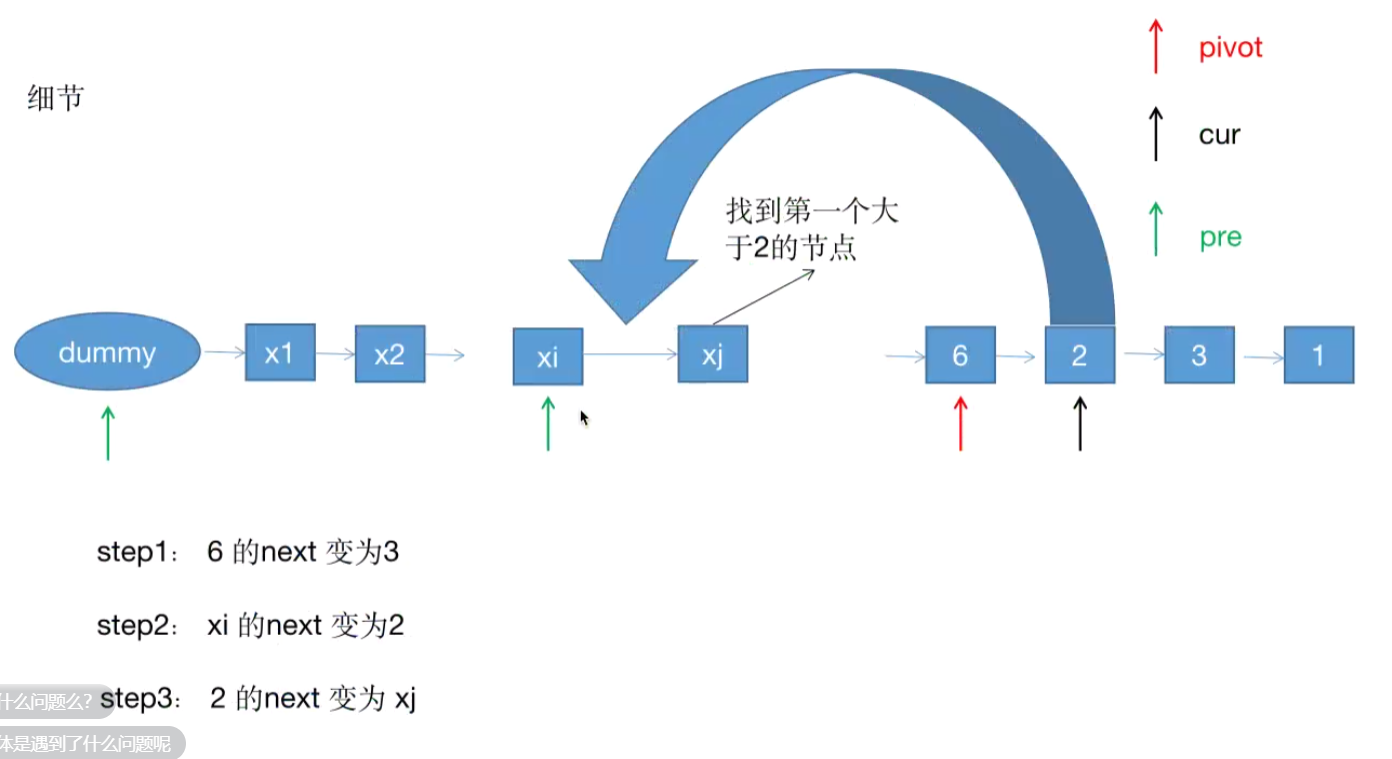 细节
pivot
cur
pre
找到第一个大
于2的节点
dummy
x1
x2
xi
xj
6
2
3
1
step1： 6 的next 变为3
step2： xi 的next 变为2
什么问题么？
step3： 2 的next 变为 xj
体是遇到了什么问题呢